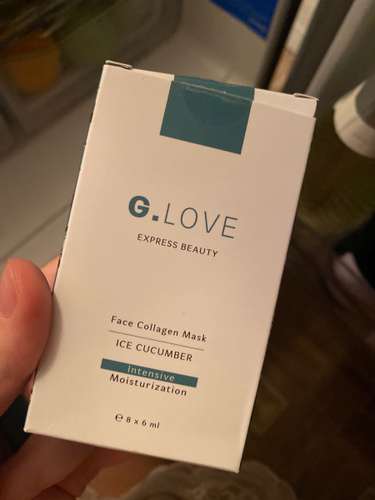 G.LOVE
EXPRESS BEAUTY
Face Collagen Mask
ICE CUCUMBER
Intensive
Moisturization
℮ 8 x 6 ml